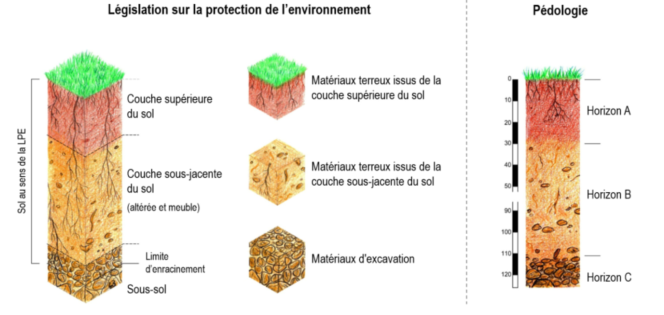 Législation sur la protection de l'environnement
Pédologie
Sol au sens de la LPE
Couche supérieure
du sol
Couche sous-jacente
du sol
(altérée et meuble)
Limite
d'enracinement
Sous-sol
Matériaux terreux issus de la
couche supérieure du sol
Matériaux terreux issus de la
couche sous-jacente du sol
Matériaux d'excavation
0
10
20
30
40
50
90
100
110
120
Horizon A
Horizon B
Horizon C